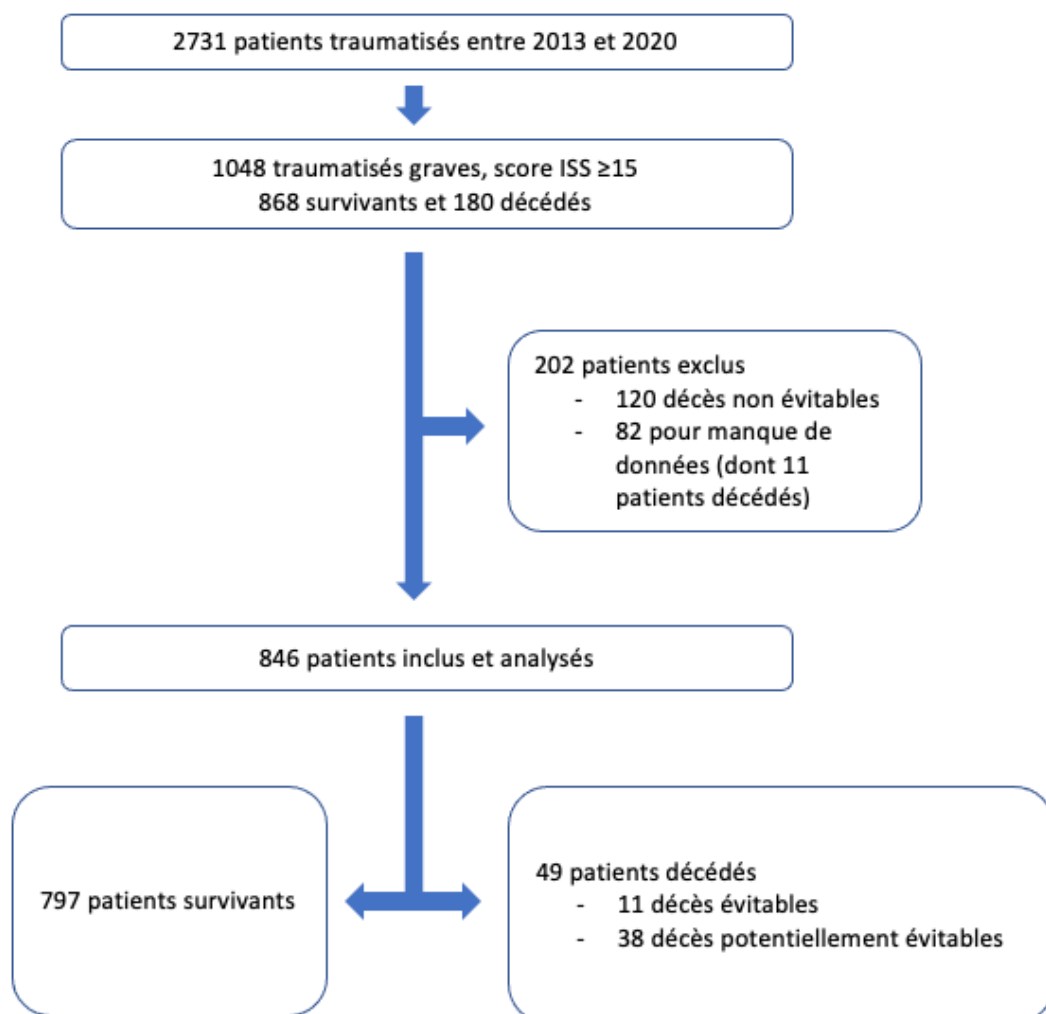 2731 patients traumatisés entre 2013 et 2020
1048 traumatisés graves, score ISS ≥15
868 survivants et 180 décédés
202 patients exclus
- 120 décès non évitables
- 82 pour manque de
données (dont 11
patients décédés)
846 patients inclus et analysés
797 patients survivants
49 patients décédés
- 11 décès évitables
- 38 décès potentiellement évitables